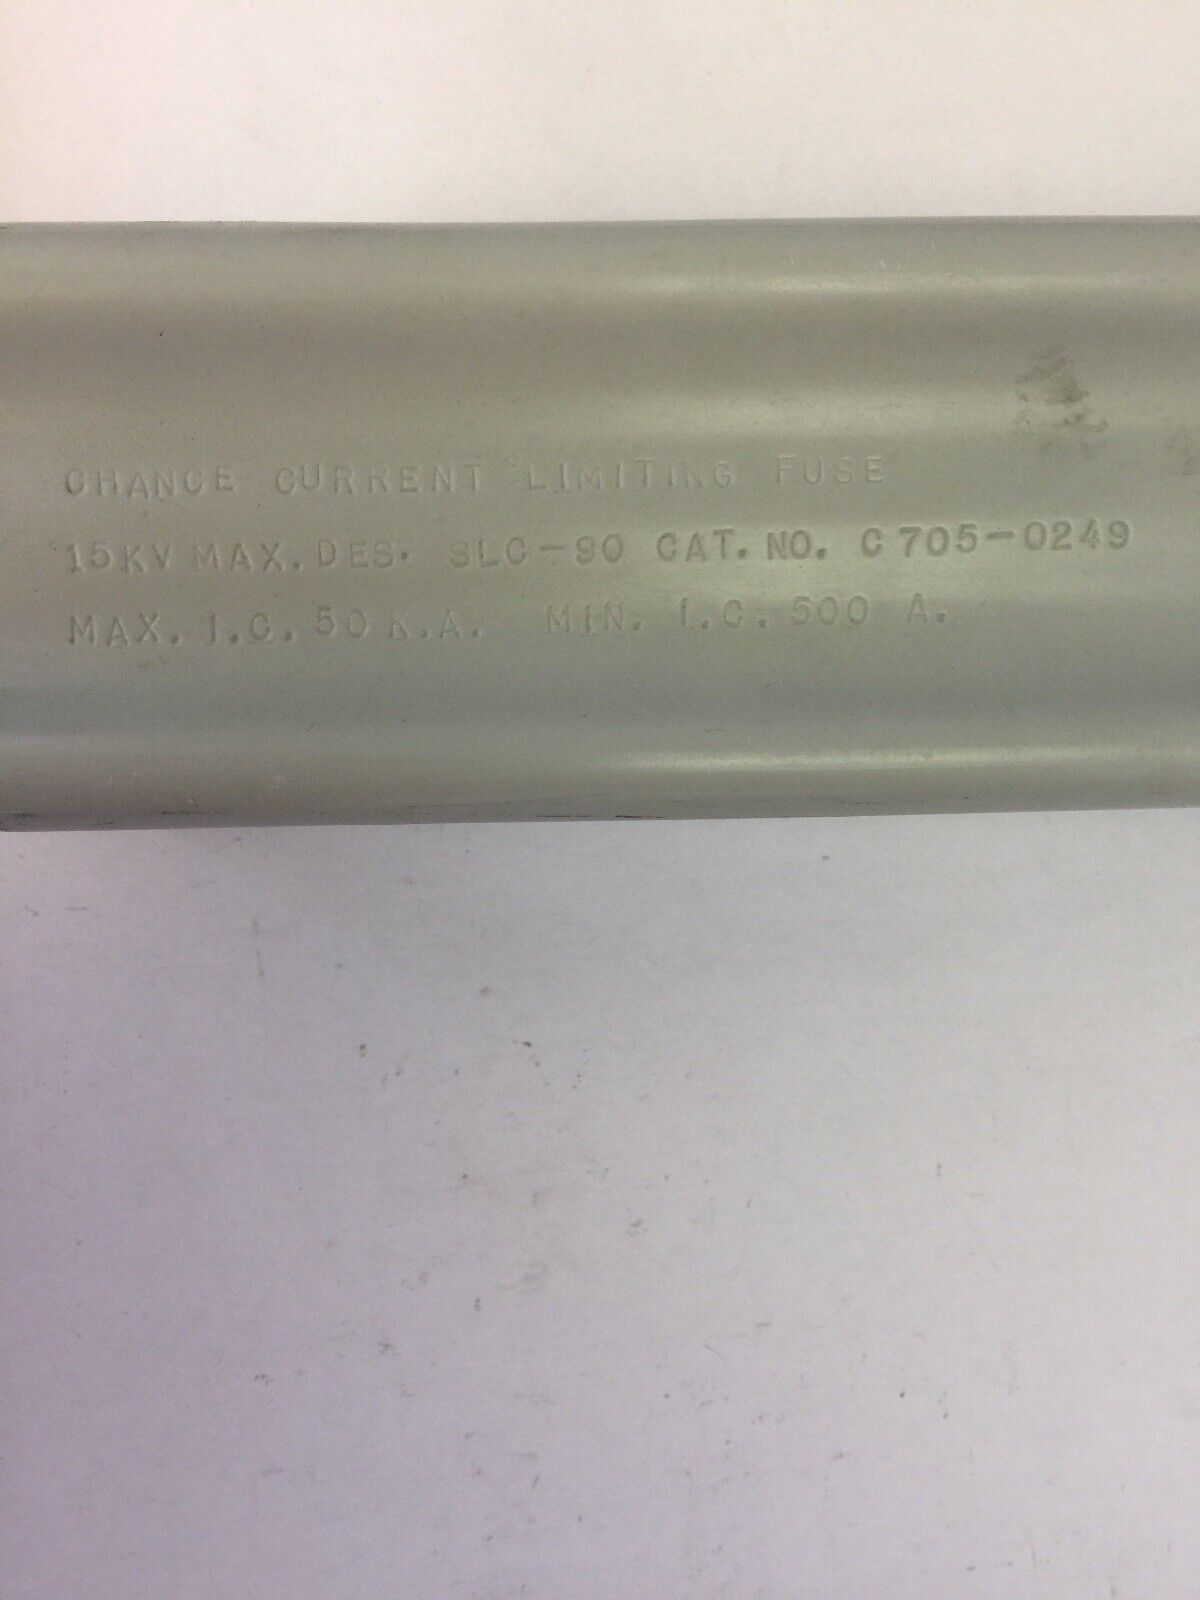 CHANCE CURRENT LIMITING FUSE
15KV MAX. DES. SLC-90 CAT. NO. C705-0249
MAX. I.C. 50 K.A. MIN. I.C. 500 A.